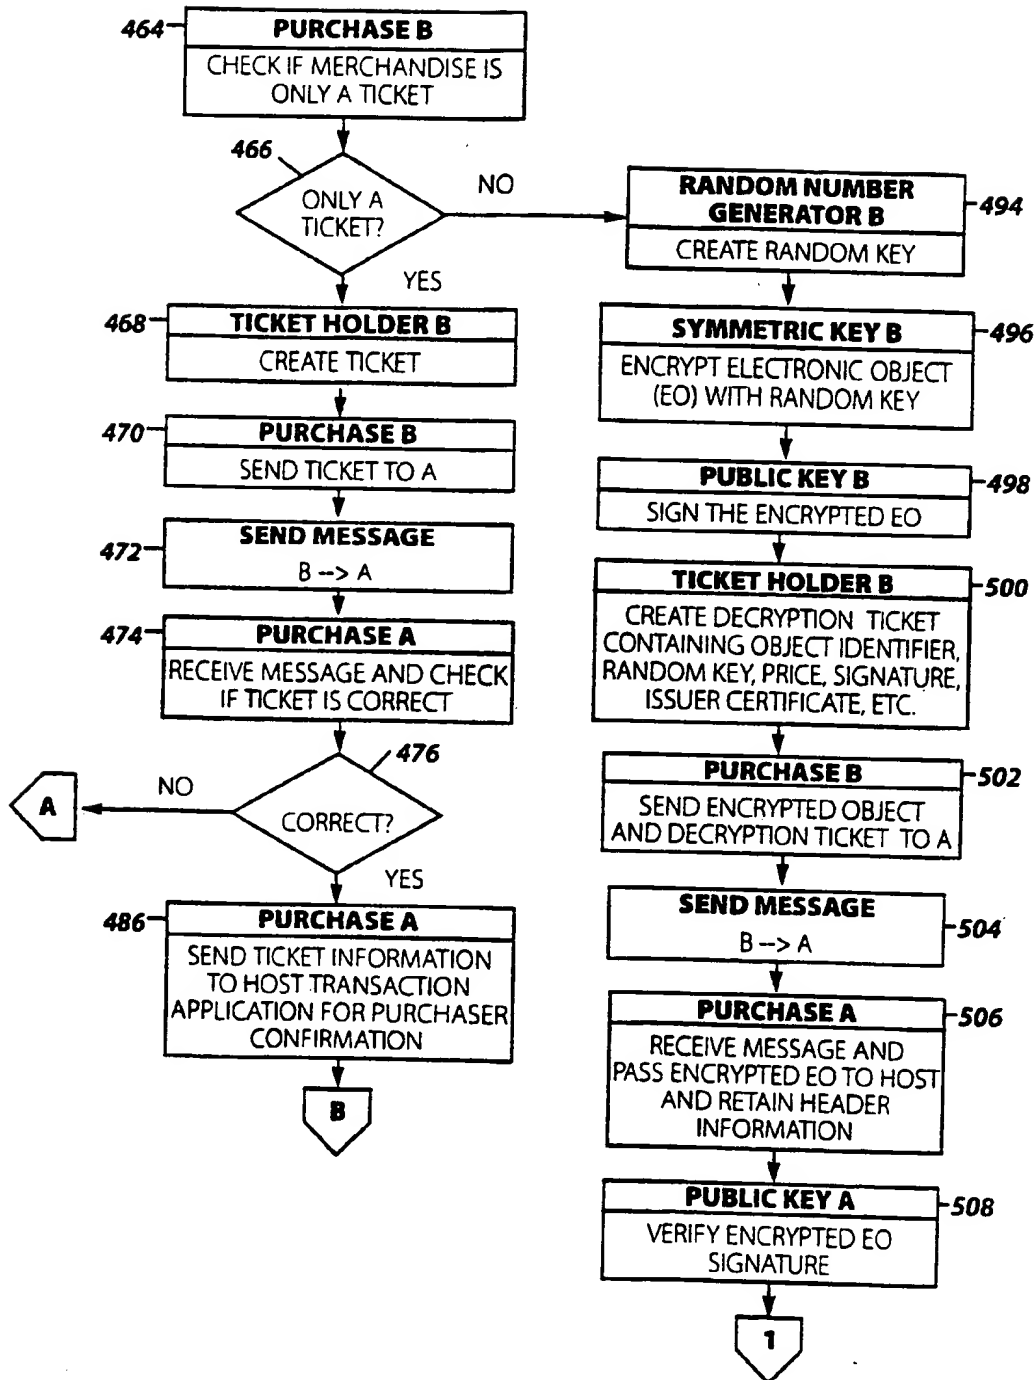 464
PURCHASE B
CHECK IF MERCHANDISE IS
ONLY A TICKET
466
ONLY A
TICKET?
NO
YES
468
TICKET HOLDER B
CREATE TICKET
470
PURCHASE B
SEND TICKET TO A
472
SEND MESSAGE
B --> A
474
PURCHASE A
RECEIVE MESSAGE AND CHECK
IF TICKET IS CORRECT
476
CORRECT?
NO
A
YES
486
PURCHASE A
SEND TICKET INFORMATION
TO HOST TRANSACTION
APPLICATION FOR PURCHASER
CONFIRMATION
B
RANDOM NUMBER
GENERATOR B
494
CREATE RANDOM KEY
SYMMETRIC KEY B
496
ENCRYPT ELECTRONIC OBJECT
(EO) WITH RANDOM KEY
PUBLIC KEY B
498
SIGN THE ENCRYPTED EO
TICKET HOLDER B
500
CREATE DECRYPTION TICKET
CONTAINING OBJECT IDENTIFIER,
RANDOM KEY, PRICE, SIGNATURE,
ISSUER CERTIFICATE, ETC.
PURCHASE B
502
SEND ENCRYPTED OBJECT
AND DECRYPTION TICKET TO A
SEND MESSAGE
504
B --> A
PURCHASE A
506
RECEIVE MESSAGE AND
PASS ENCRYPTED EO TO HOST
AND RETAIN HEADER
INFORMATION
PUBLIC KEY A
508
VERIFY ENCRYPTED EO
SIGNATURE
1